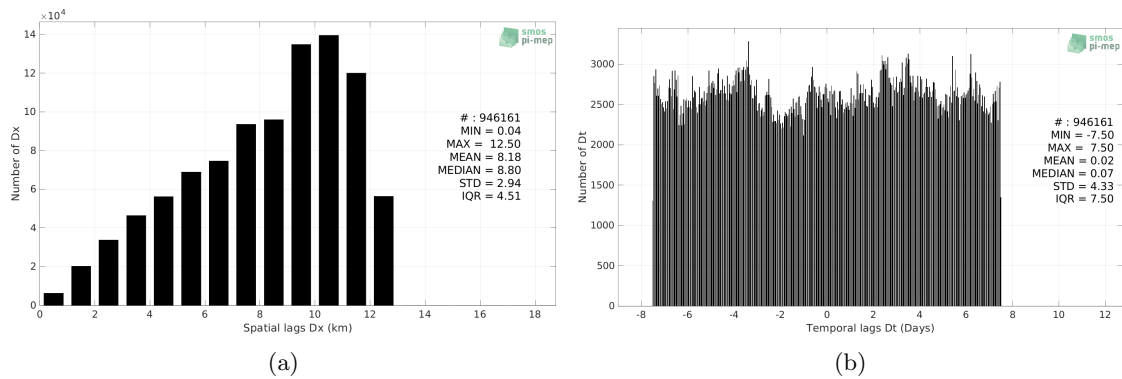 ×10⁴
14
12
10
8
6
4
2
0
Number of Dx
smos
pi-mep
# : 946161
MIN = 0.04
MAX = 12.50
MEAN = 8.18
MEDIAN = 8.80
STD = 2.94
IQR = 4.51
0 2 4 6 8 10 12 14 16 18
Spatial lags Dx (km)
(a)
3000
2500
2000
1500
1000
500
0
Number of Dt
smos
pi-mep
# : 946161
MIN = -7.50
MAX = 7.50
MEAN = 0.02
MEDIAN = 0.07
STD = 4.33
IQR = 7.50
-8 -6 -4 -2 0 2 4 6 8 10 12
Temporal lags Dt (Days)
(b)